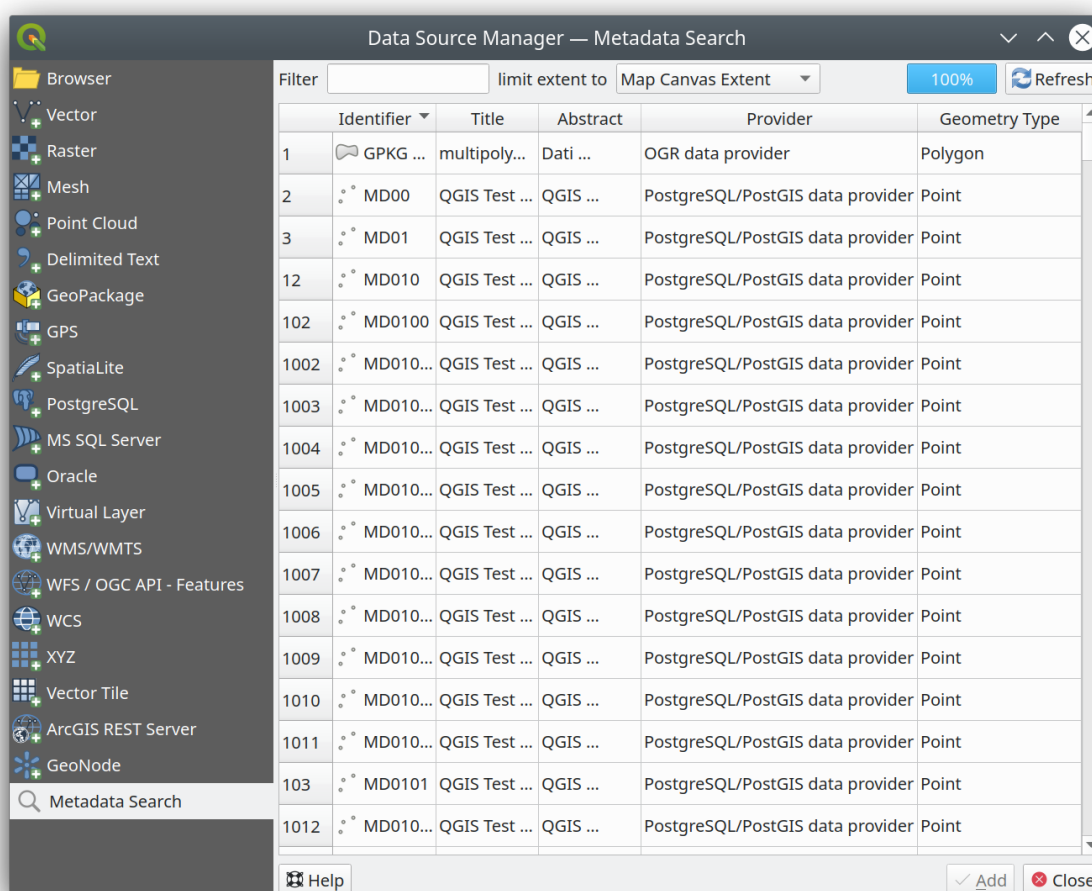 Data Source Manager — Metadata Search
Browser
Vector
Raster
Mesh
Point Cloud
Delimited Text
GeoPackage
GPS
SpatiaLite
PostgreSQL
MS SQL Server
Oracle
Virtual Layer
WMS/WMTS
WFS / OGC API - Features
WCS
XYZ
Vector Tile
ArcGIS REST Server
GeoNode
Metadata Search
Filter limit extent to Map Canvas Extent 100% Refresh
Identifier Title Abstract Provider Geometry Type
1 GPKG ... multipoly... Dati ... OGR data provider Polygon
2 MD00 QGIS Test ... QGIS ... PostgreSQL/PostGIS data provider Point
3 MD01 QGIS Test ... QGIS ... PostgreSQL/PostGIS data provider Point
12 MD010 QGIS Test ... QGIS ... PostgreSQL/PostGIS data provider Point
102 MD0100 QGIS Test ... QGIS ... PostgreSQL/PostGIS data provider Point
1002 MD010... QGIS Test ... QGIS ... PostgreSQL/PostGIS data provider Point
1003 MD010... QGIS Test ... QGIS ... PostgreSQL/PostGIS data provider Point
1004 MD010... QGIS Test ... QGIS ... PostgreSQL/PostGIS data provider Point
1005 MD010... QGIS Test ... QGIS ... PostgreSQL/PostGIS data provider Point
1006 MD010... QGIS Test ... QGIS ... PostgreSQL/PostGIS data provider Point
1007 MD010... QGIS Test ... QGIS ... PostgreSQL/PostGIS data provider Point
1008 MD010... QGIS Test ... QGIS ... PostgreSQL/PostGIS data provider Point
1009 MD010... QGIS Test ... QGIS ... PostgreSQL/PostGIS data provider Point
1010 MD010... QGIS Test ... QGIS ... PostgreSQL/PostGIS data provider Point
1011 MD010... QGIS Test ... QGIS ... PostgreSQL/PostGIS data provider Point
103 MD0101 QGIS Test ... QGIS ... PostgreSQL/PostGIS data provider Point
1012 MD010... QGIS Test ... QGIS ... PostgreSQL/PostGIS data provider Point
Help Add Close